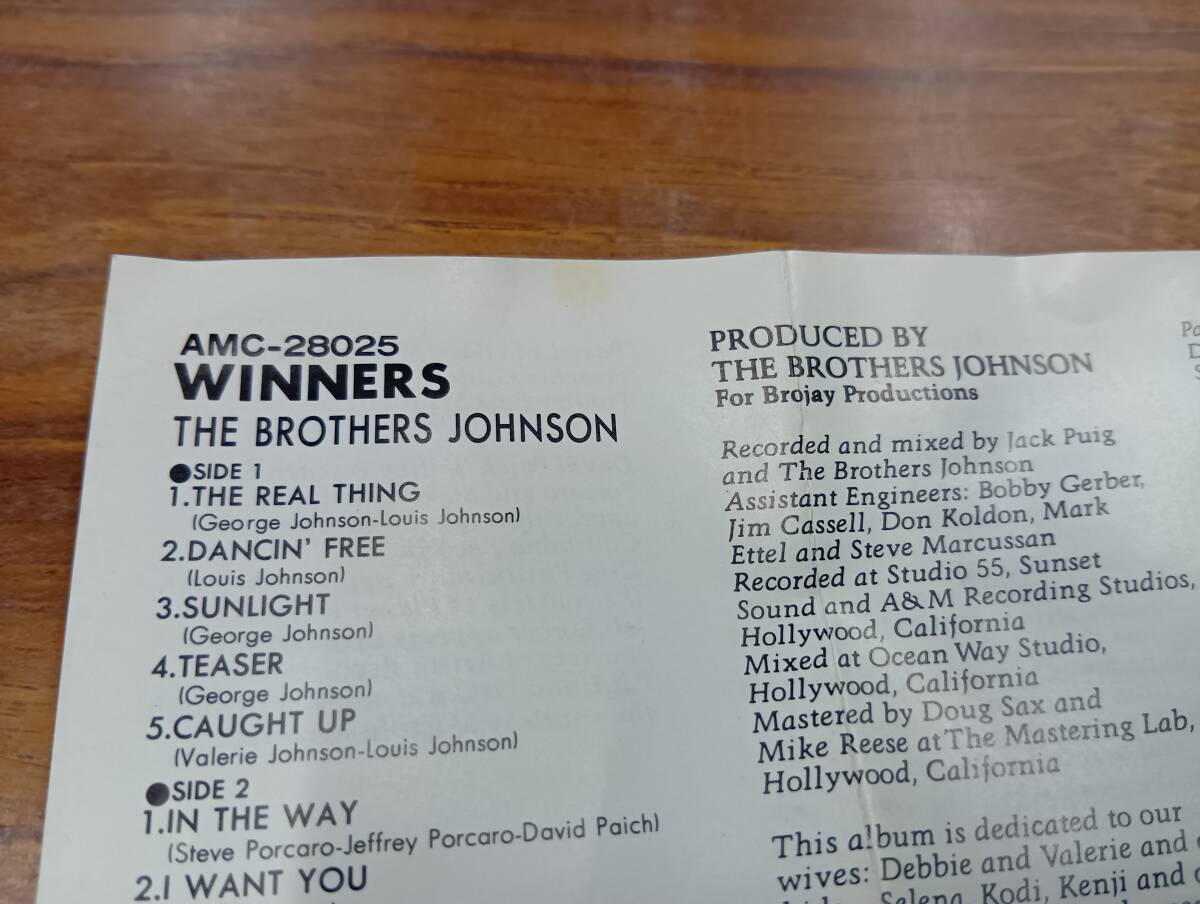 AMC-28025
WINNERS
THE BROTHERS JOHNSON
●SIDE 1
1.THE REAL THING
(George Johnson-Louis Johnson)
2.DANCIN' FREE
(Louis Johnson)
3.SUNLIGHT
(George Johnson)
4.TEASER
(George Johnson)
5.CAUGHT UP
(Valerie Johnson-Louis Johnson)
●SIDE 2
1.IN THE WAY
(Steve Porcaro-Jeffrey Porcaro-David Paich)
2.I WANT YOU
PRODUCED BY
THE BROTHERS JOHNSON
For Brojay Productions
Recorded and mixed by Jack Puig
and The Brothers Johnson
Assistant Engineers: Bobby Gerber,
Jim Cassell, Don Koldon, Mark
Ettel and Steve Marcussan
Recorded at Studio 55, Sunset
Sound and A&M Recording Studios,
Hollywood, California
Mixed at Ocean Way Studio,
Hollywood, California
Mastered by Doug Sax and
Mike Reese at The Mastering Lab,
Hollywood, California
This album is dedicated to our
wives: Debbie and Valerie and
Selena, Kodi, Kenji and